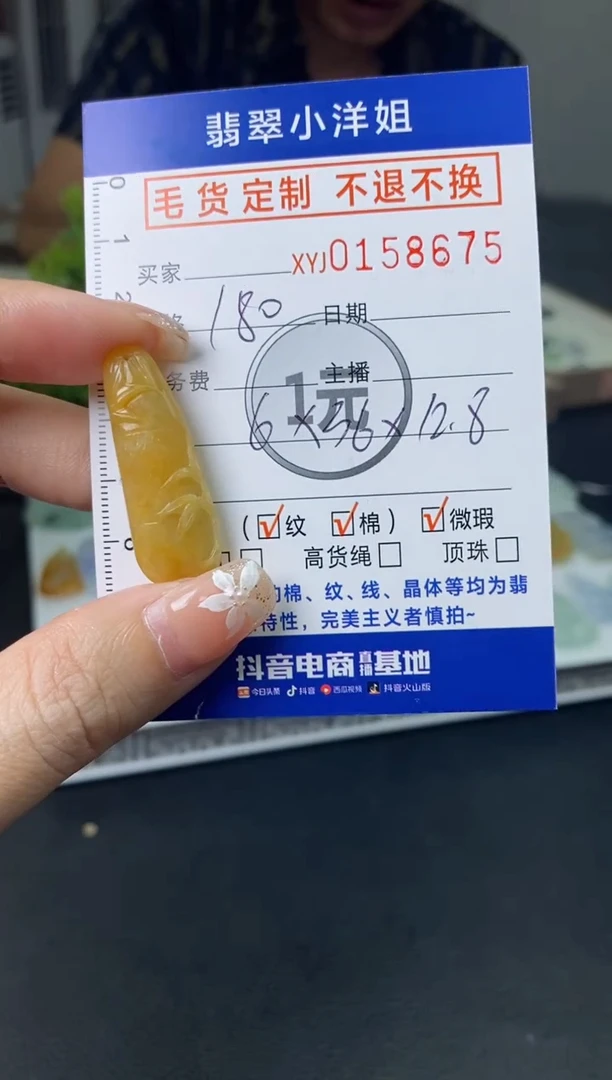 翡翠小洋姐
毛货定制 不退不换
买家 XYJ0158675
180 日期
务费 主播
1元
6×36×12.8
(☑纹 ☑棉) ☑微瑕
高货绳□ 顶珠□
的棉、纹、线、晶体等均为翡
特性，完美主义者慎拍~
抖音电商直播基地
今日头条 抖音 西瓜视频 抖音火山版
0
1
2